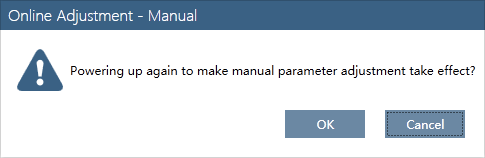 Online Adjustment - Manual
Powering up again to make manual parameter adjustment take effect?
OK
Cancel